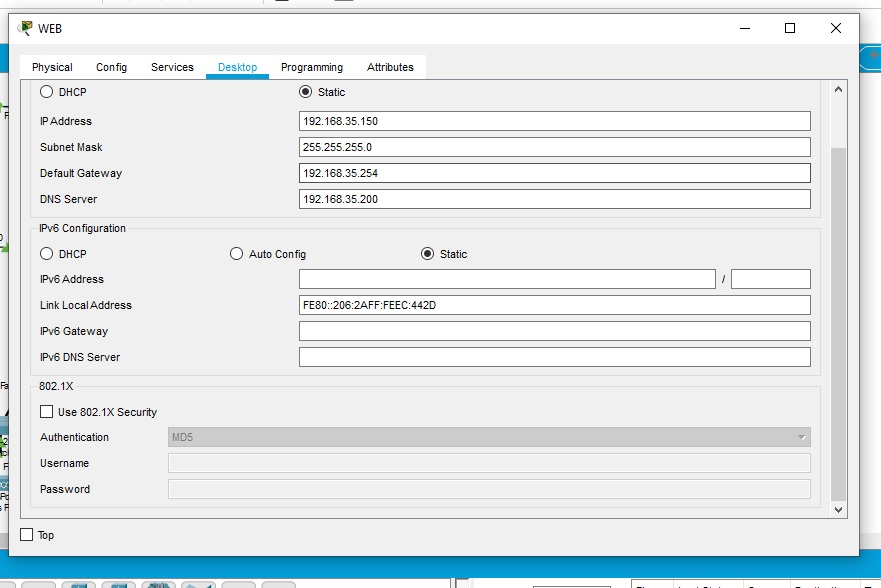 WEB
Physical Config Services Desktop Programming Attributes
DHCP Static
IP Address 192.168.35.150
Subnet Mask 255.255.255.0
Default Gateway 192.168.35.254
DNS Server 192.168.35.200
IPv6 Configuration
DHCP Auto Config Static
IPv6 Address /
Link Local Address FE80::206:2AFF:FEEC:442D
IPv6 Gateway
IPv6 DNS Server
802.1X
Use 802.1X Security
Authentication MD5
Username
Password
Top